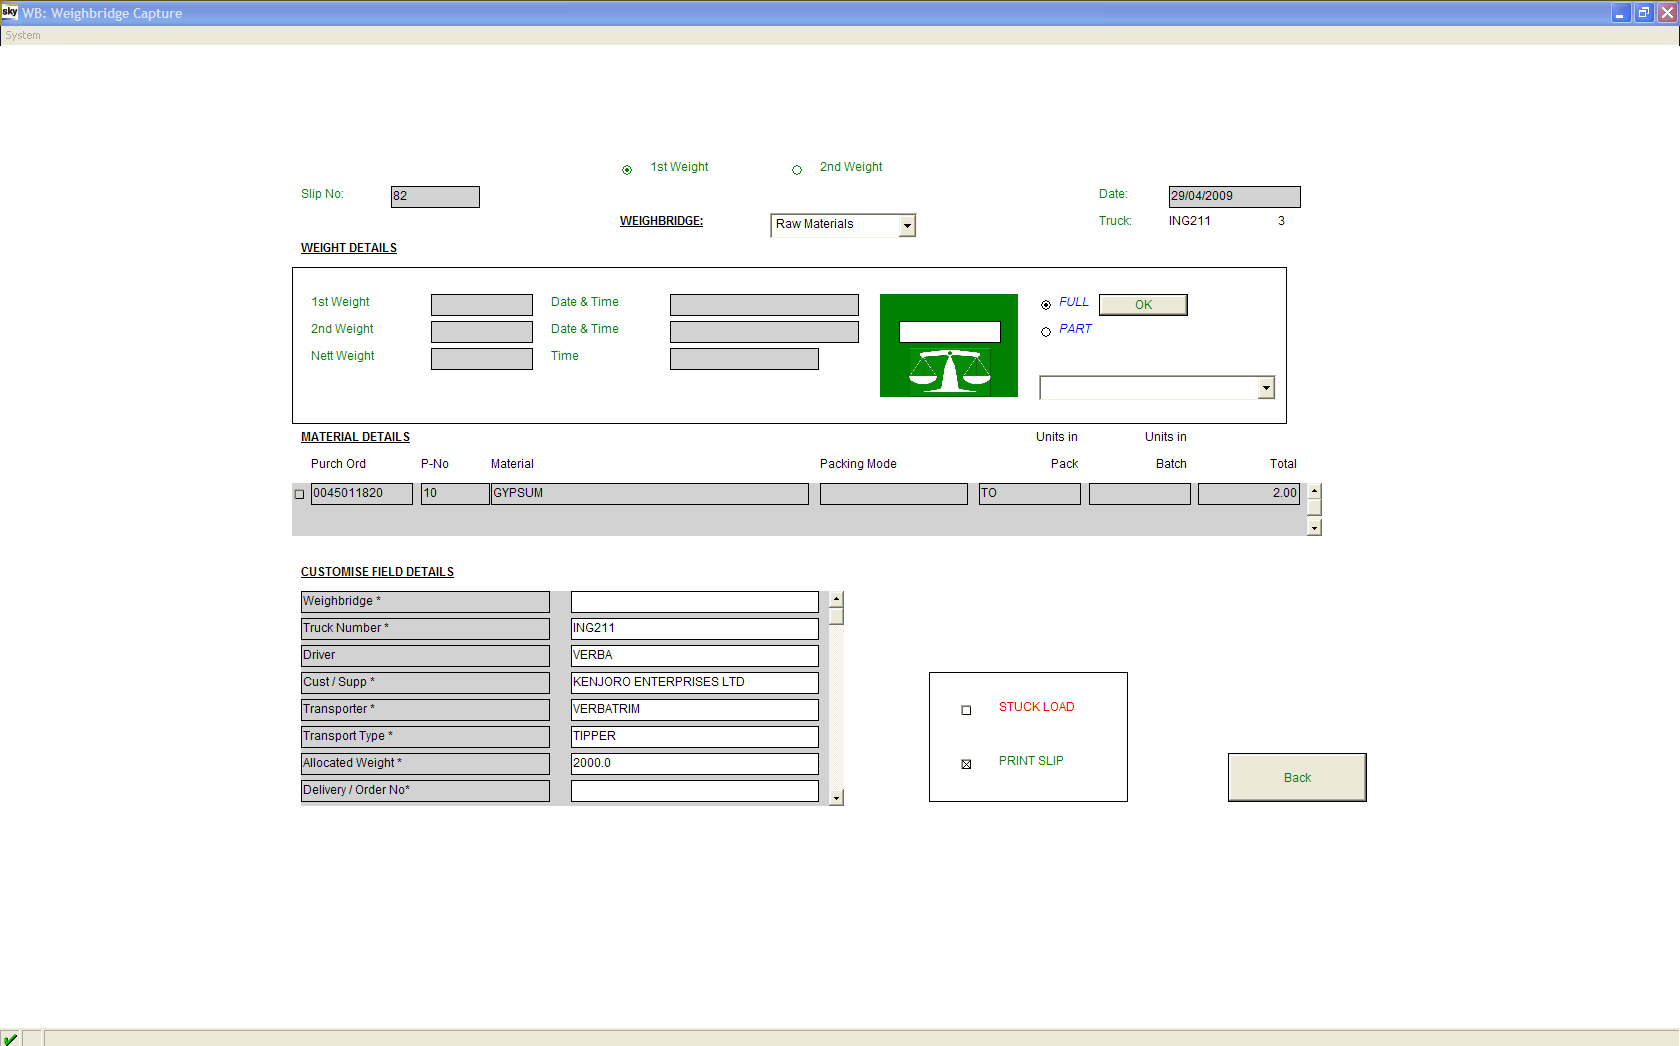 sky WB: Weighbridge Capture
System
1st Weight 2nd Weight
Slip No: 82 Date: 29/04/2009
WEIGHBRIDGE: Raw Materials Truck: ING211 3
WEIGHT DETAILS
1st Weight Date & Time FULL OK
2nd Weight Date & Time PART
Nett Weight Time
MATERIAL DETAILS Units in Units in
Purch Ord P-No Material Packing Mode Pack Batch Total
0045011820 10 GYPSUM TO 2.00
CUSTOMISE FIELD DETAILS
Weighbridge *
Truck Number * ING211
Driver VERBA
Cust / Supp * KENJORO ENTERPRISES LTD
Transporter * VERBATRIM
STUCK LOAD
Transport Type * TIPPER
Allocated Weight * 2000.0
PRINT SLIP
Back
Delivery / Order No*